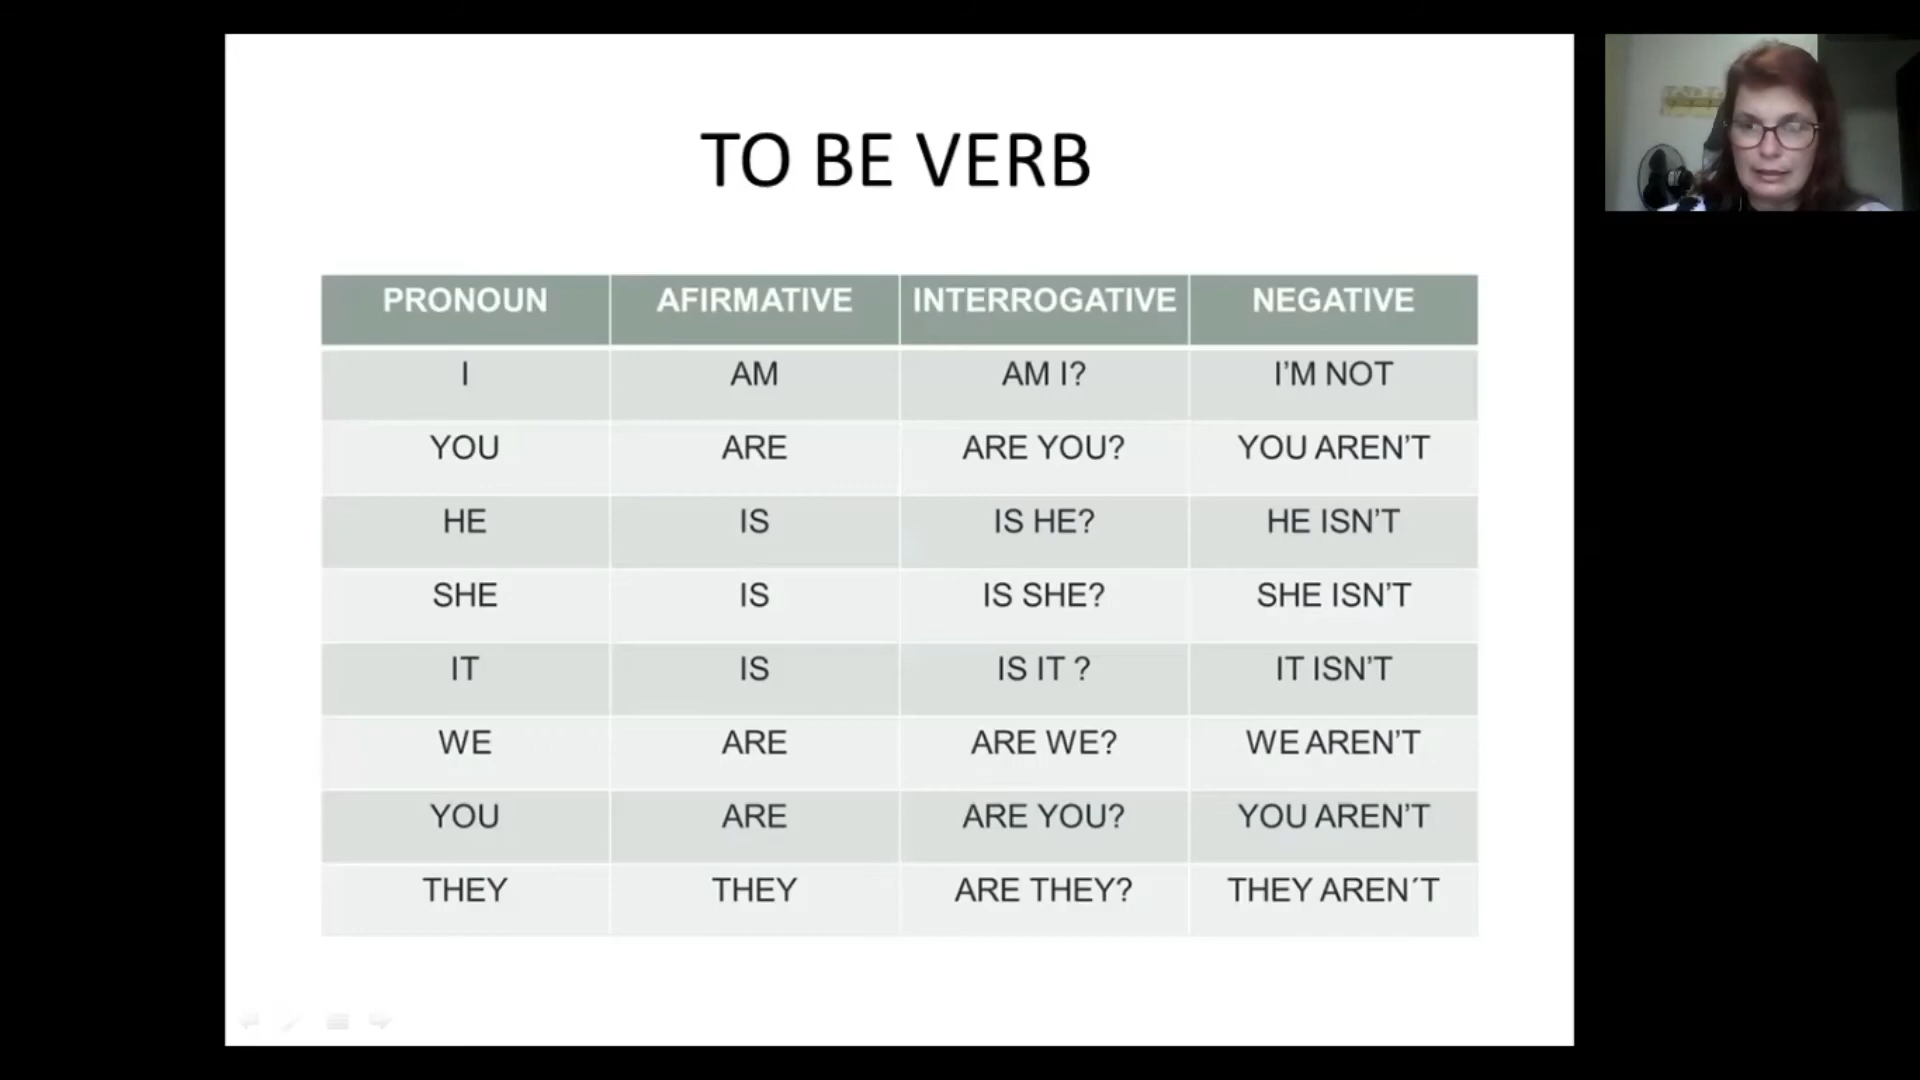 TO BE VERB
PRONOUN AFIRMATIVE INTERROGATIVE NEGATIVE
I AM AM I? I’M NOT
YOU ARE ARE YOU? YOU AREN’T
HE IS IS HE? HE ISN’T
SHE IS IS SHE? SHE ISN’T
IT IS IS IT ? IT ISN’T
WE ARE ARE WE? WE AREN’T
YOU ARE ARE YOU? YOU AREN’T
THEY THEY ARE THEY? THEY AREN´T